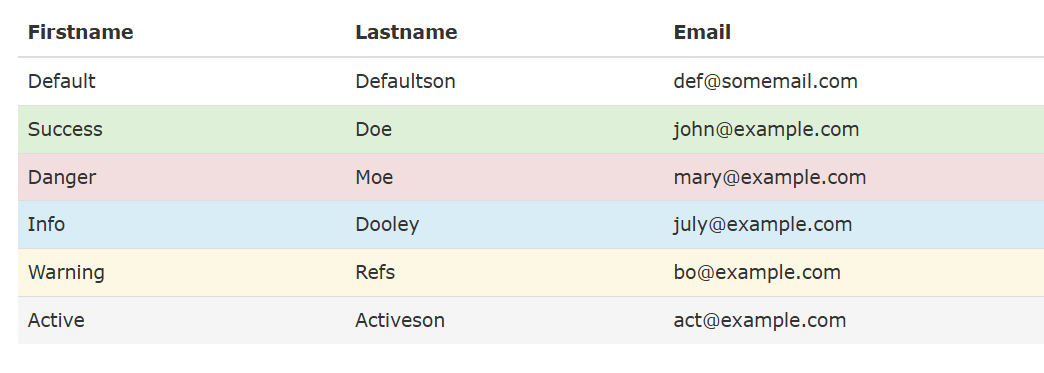 Firstname Lastname Email
Default Defaultson def@somemail.com
Success Doe john@example.com
Danger Moe mary@example.com
Info Dooley july@example.com
Warning Refs bo@example.com
Active Activeson act@example.com